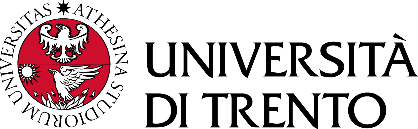 ATHESINA STUDIORUM UNIVERSITAS
UNIVERSITÀ
DI TRENTO